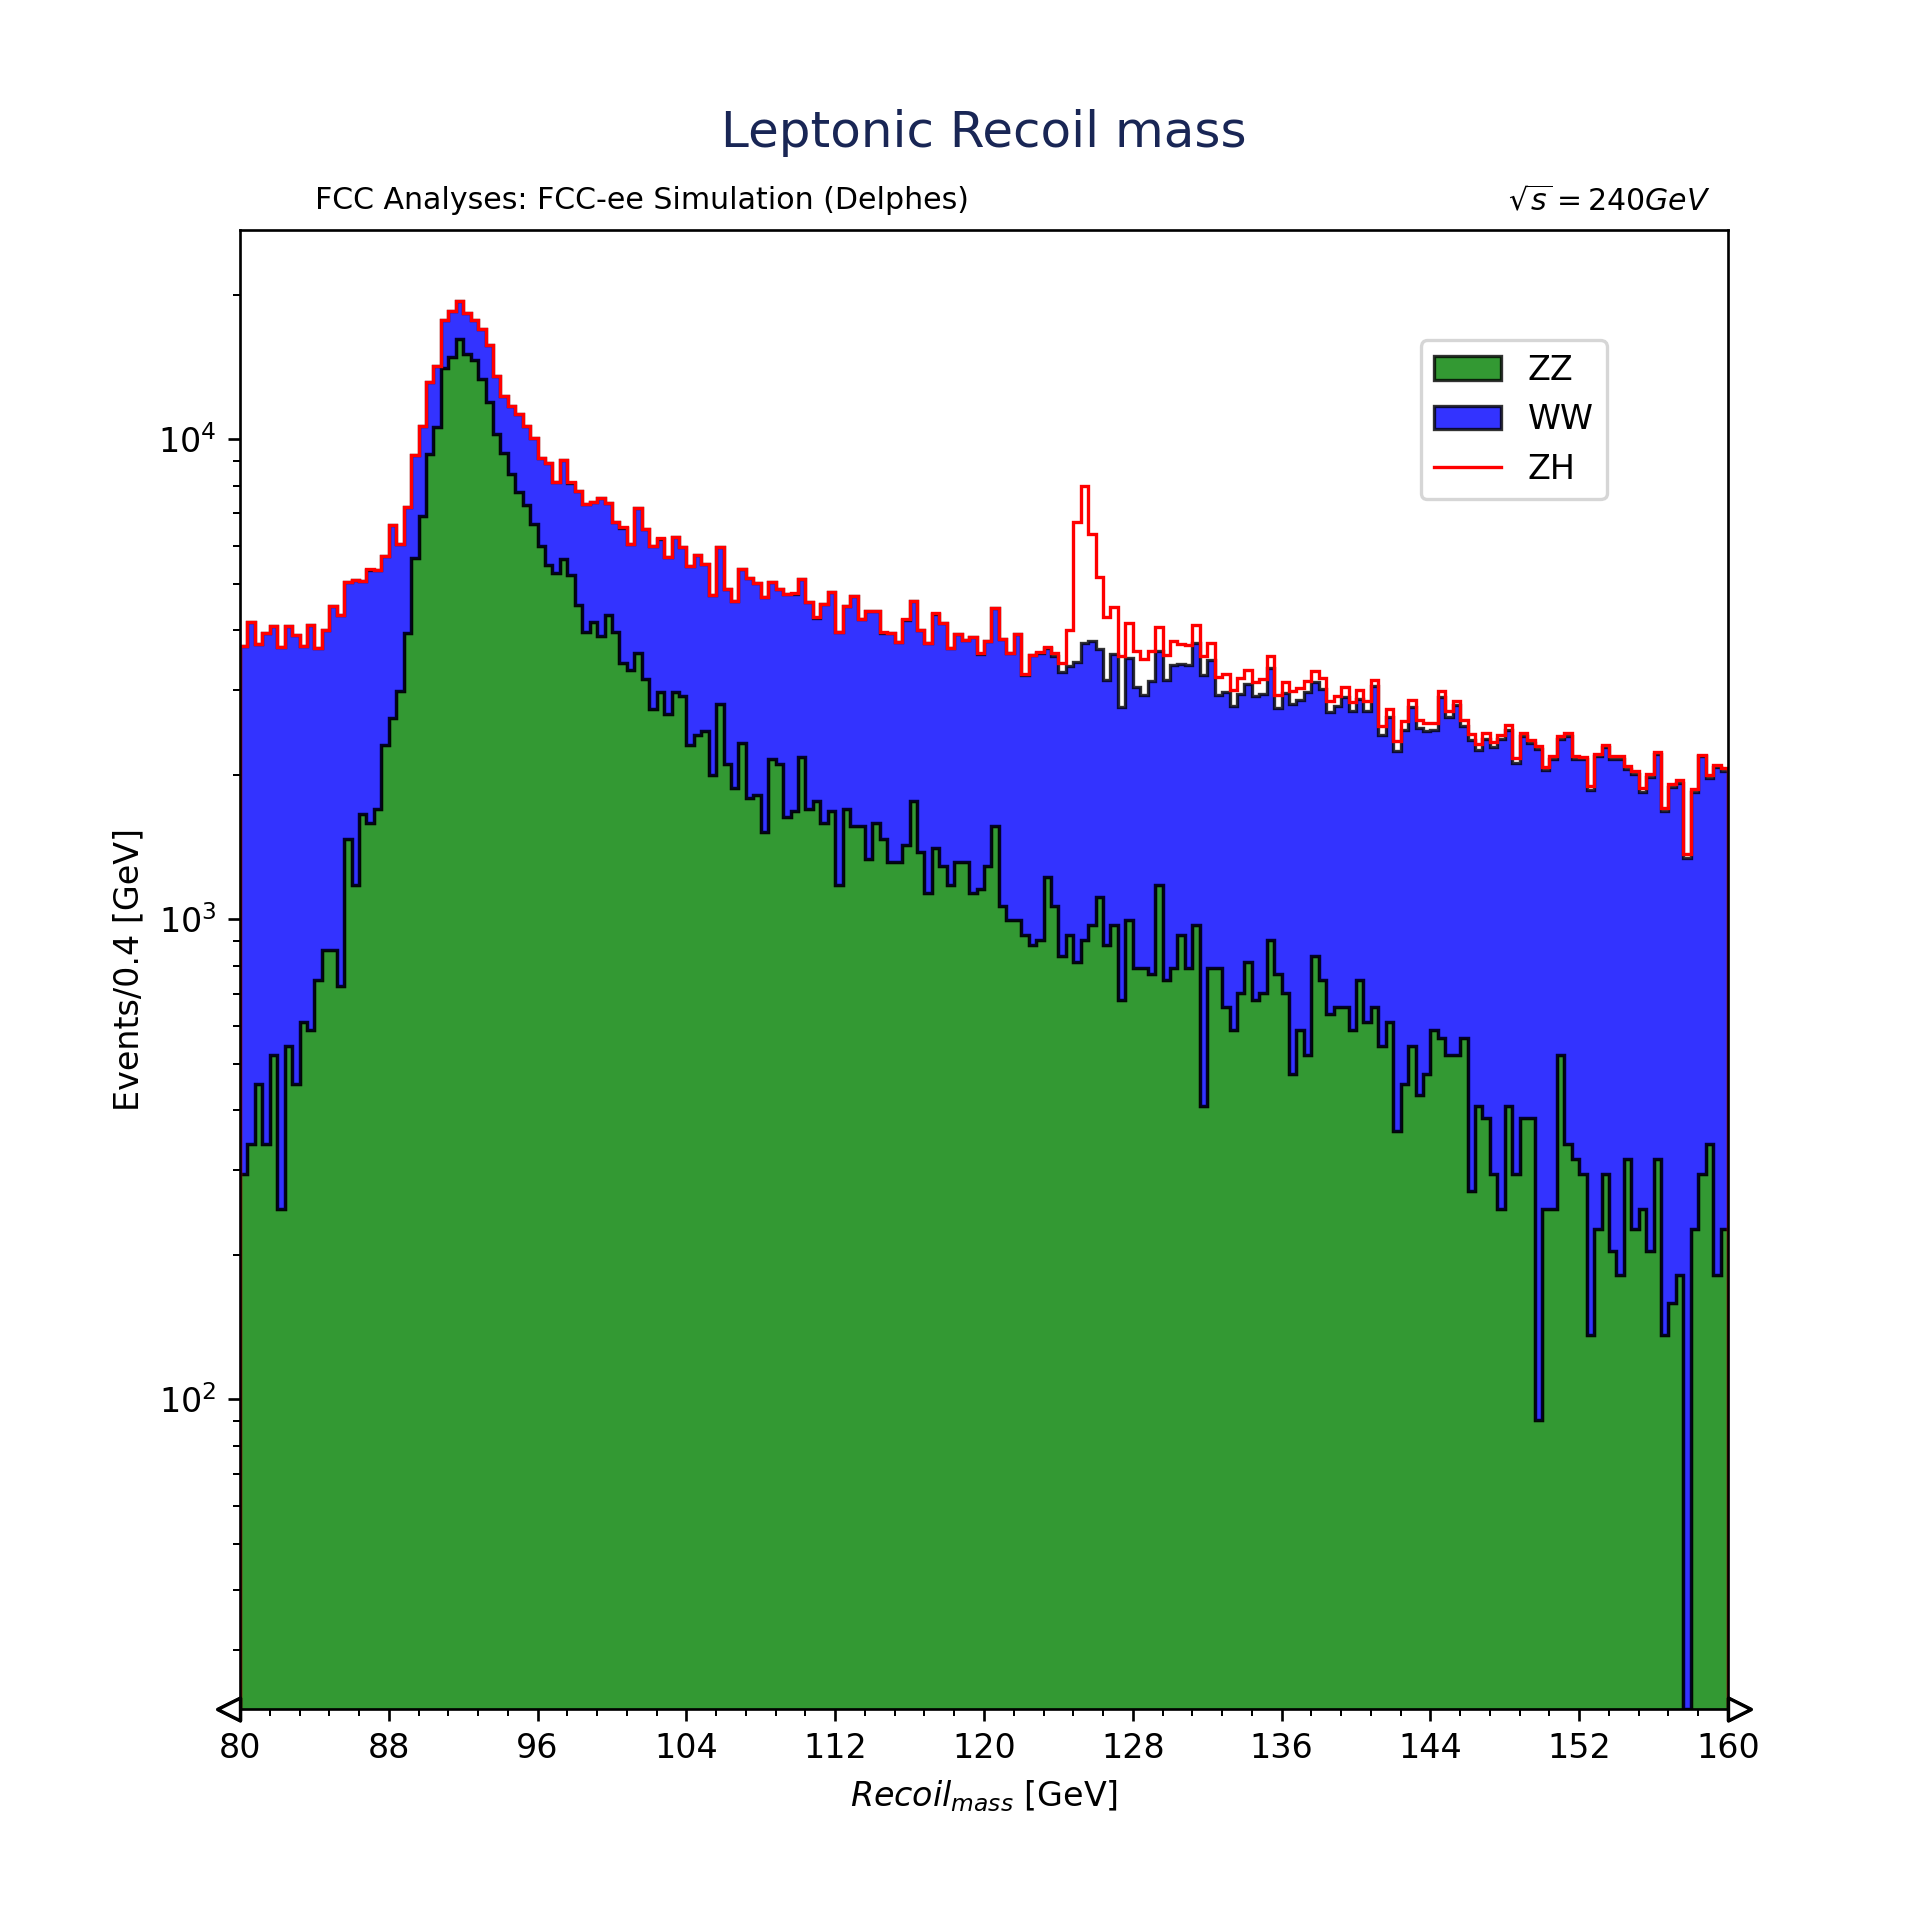 Leptonic Recoil mass
FCC Analyses: FCC-ee Simulation (Delphes)
√s = 240GeV
ZZ
WW
ZH
10⁴
10³
10²
Events/0.4 [GeV]
80 88 96 104 112 120 128 136 144 152 160
Recoil_mass [GeV]